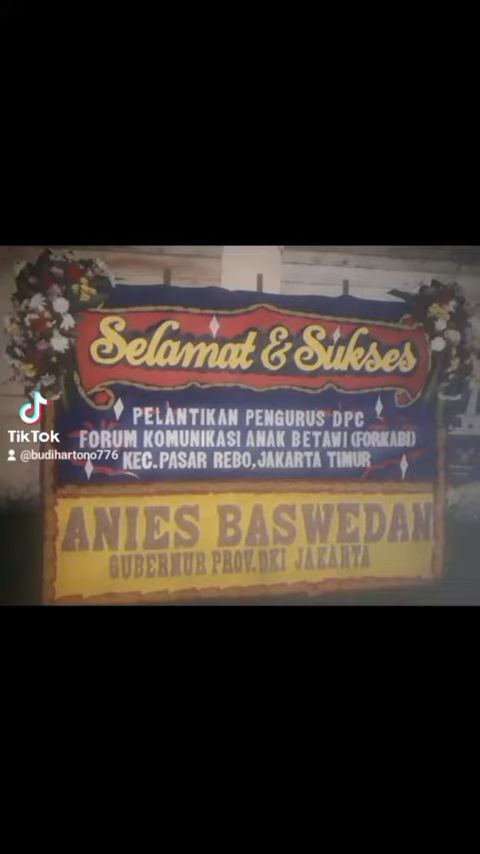 Selamat & Sukses
PELANTIKAN PENGURUS DPC
FORUM KOMUNIKASI ANAK BETAWI (FORKABI)
KEC. PASAR REBO, JAKARTA TIMUR
ANIES BASWEDAN
GUBERNUR PROV. DKI JAKARTA
TikTok
@budihartono776